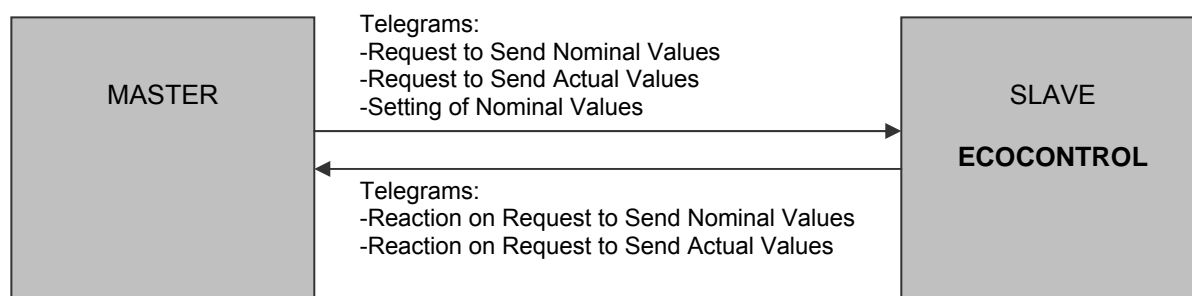 Telegrams:
-Request to Send Nominal Values
-Request to Send Actual Values
-Setting of Nominal Values
MASTER
SLAVE
ECOCONTROL
Telegrams:
-Reaction on Request to Send Nominal Values
-Reaction on Request to Send Actual Values